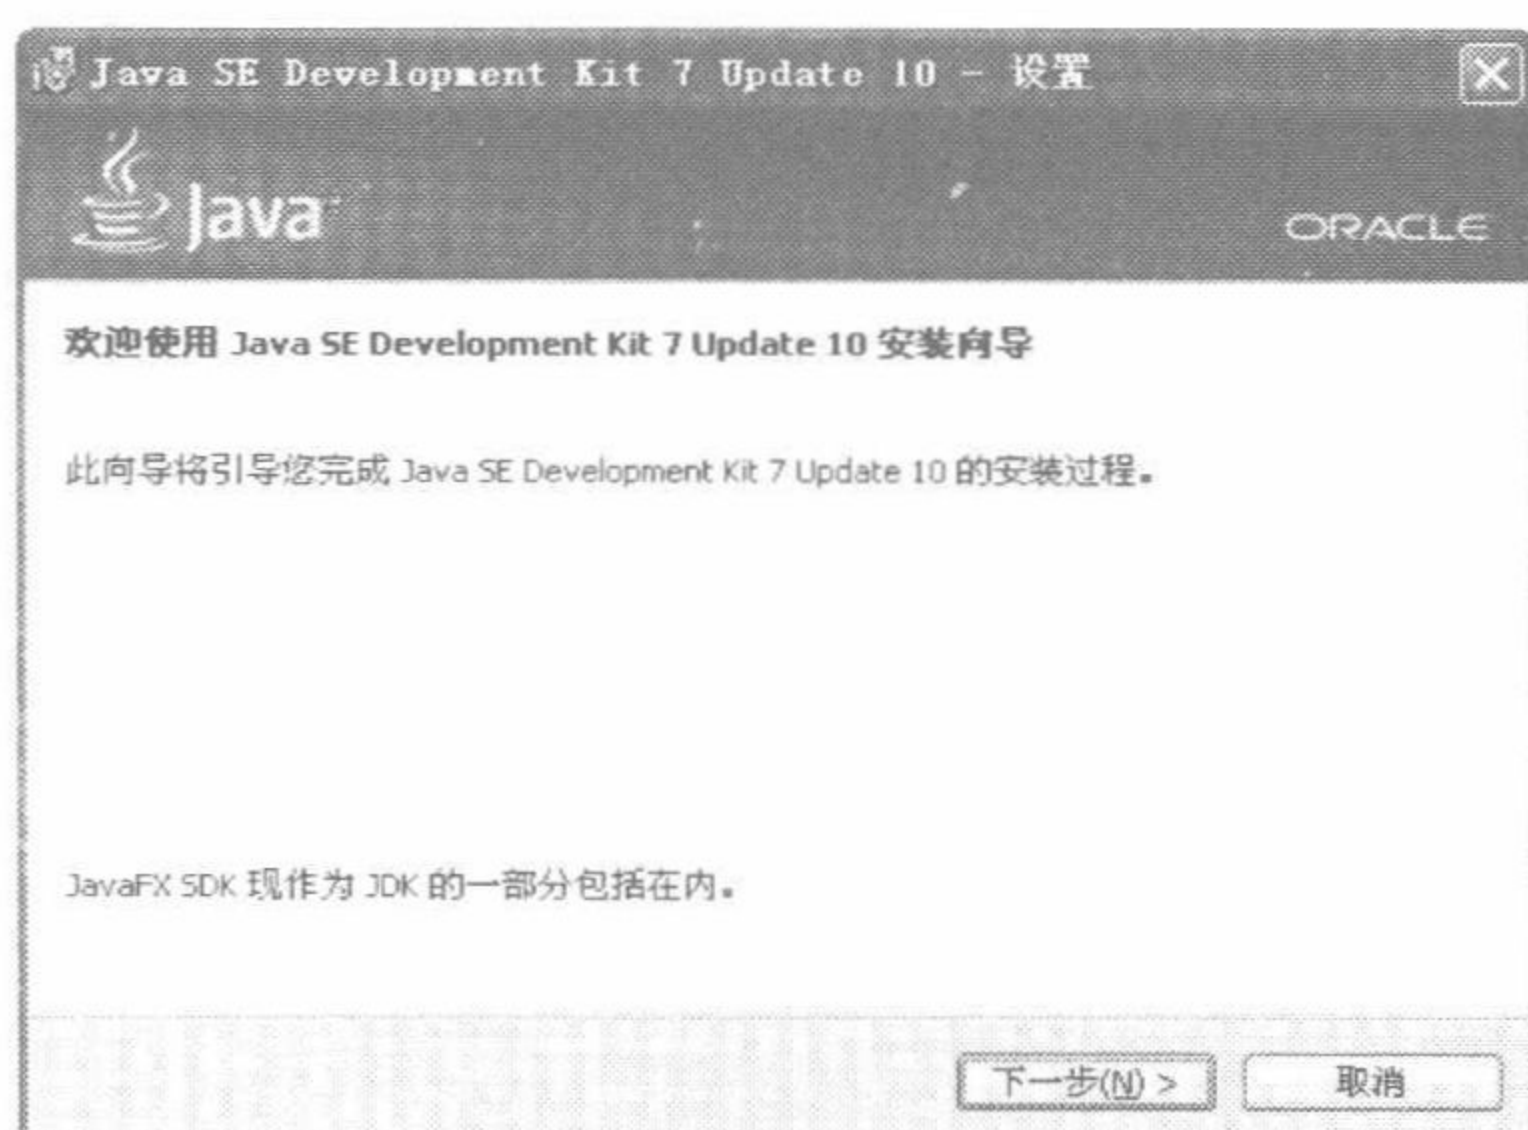 Java SE Development Kit 7 Update 10 - 设置
Java
ORACLE
欢迎使用 Java SE Development Kit 7 Update 10 安装向导
此向导将引导您完成 Java SE Development Kit 7 Update 10 的安装过程。
JavaFX SDK 现作为 JDK 的一部分包括在内。
下一步(N) >
取消